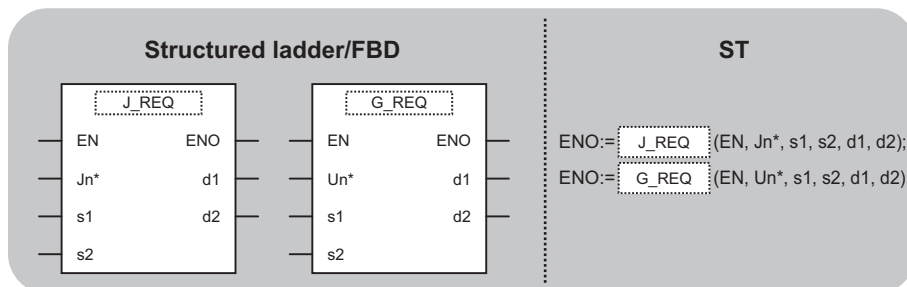 Structured ladder/FBD
J_REQ
EN ENO
Jn* d1
s1 d2
s2
G_REQ
EN ENO
Un* d1
s1 d2
s2
ST
ENO:= J_REQ (EN, Jn*, s1, s2, d1, d2);
ENO:= G_REQ (EN, Un*, s1, s2, d1, d2)